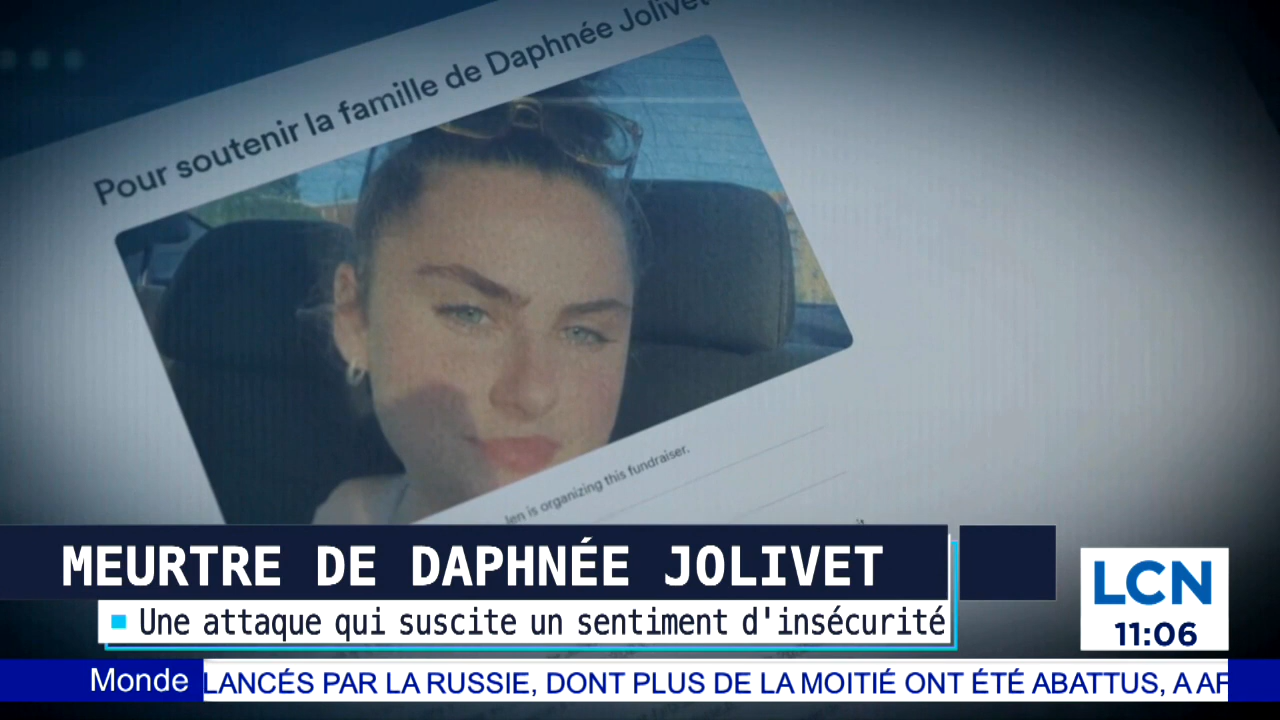 Pour soutenir la famille de Daphnée Jolivet
is organizing this fundraiser.
MEURTRE DE DAPHNÉE JOLIVET
Une attaque qui suscite un sentiment d'insécurité
LCN
11:06
Monde LANCÉS PAR LA RUSSIE, DONT PLUS DE LA MOITIÉ ONT ÉTÉ ABATTUS, A